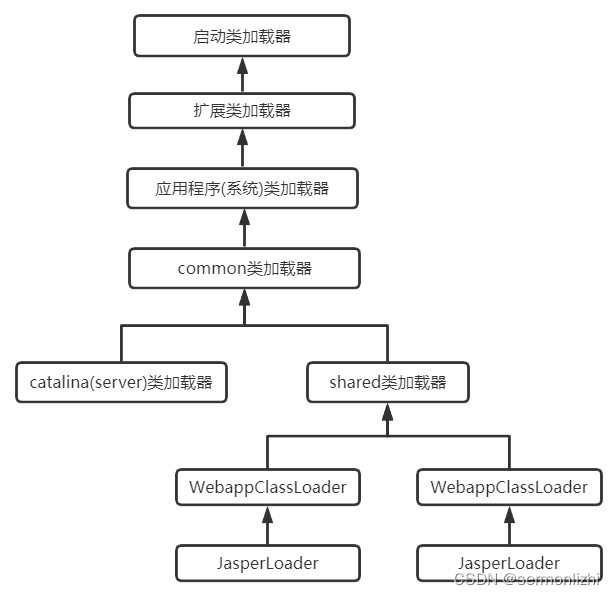 启动类加载器
扩展类加载器
应用程序(系统)类加载器
common类加载器
catalina(server)类加载器
shared类加载器
WebappClassLoader
WebappClassLoader
JasperLoader
JasperLoader
CSDN @sermonlizhi